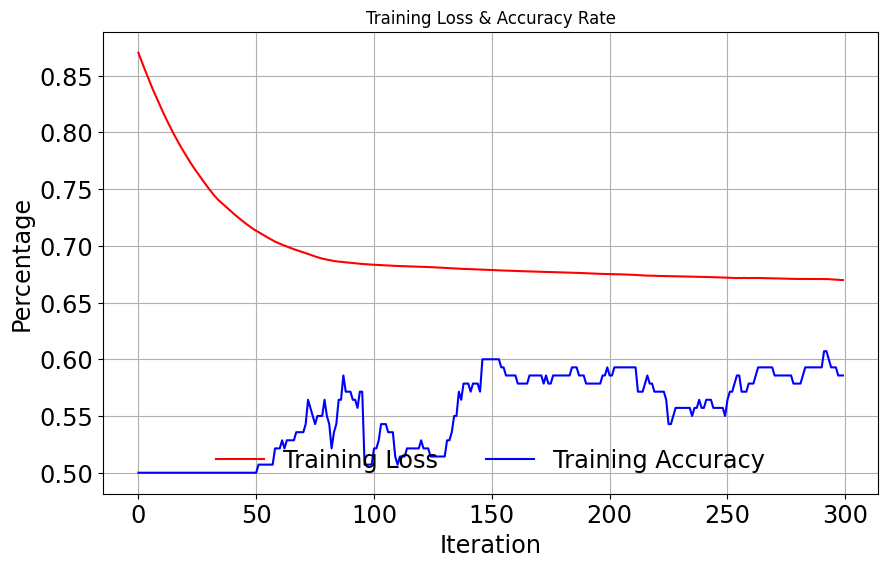 Training Loss & Accuracy Rate
Percentage
0.85
0.80
0.75
0.70
0.65
0.60
0.55
0.50
Training Loss
Training Accuracy
0 50 100 150 200 250 300
Iteration